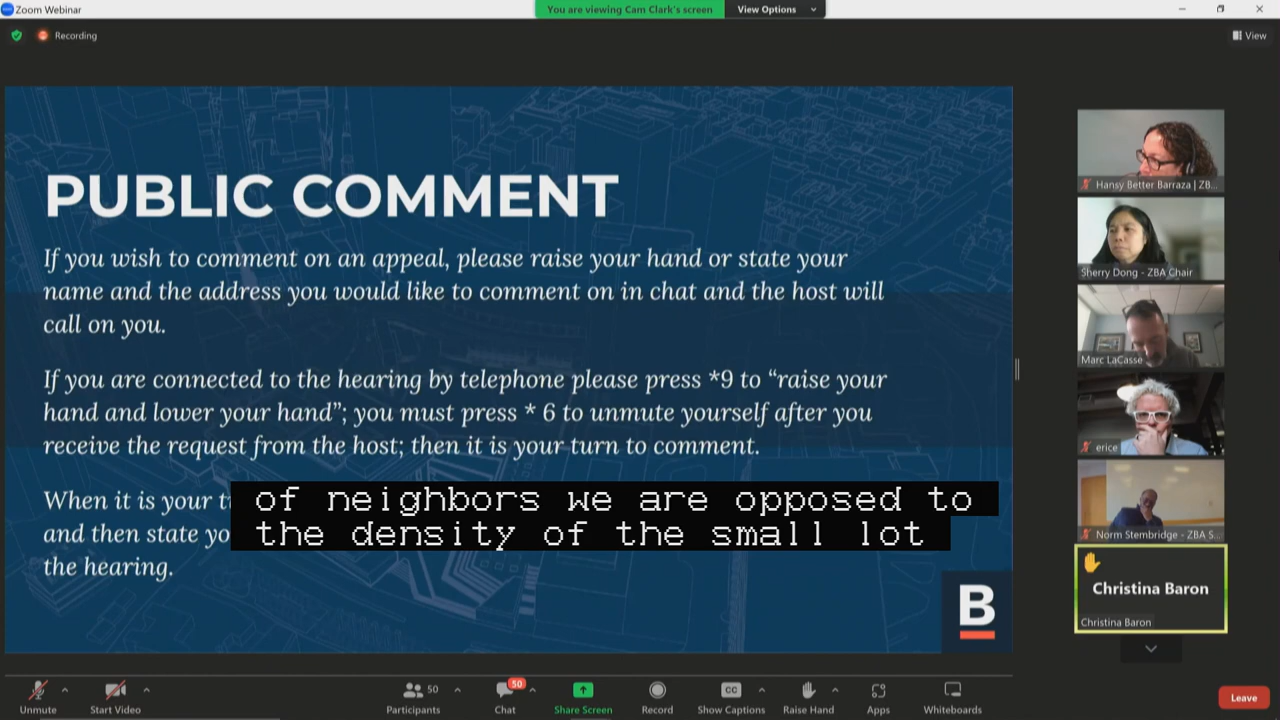 Zoom Webinar
You are viewing Cam Clark's screen
View Options
Recording
View
PUBLIC COMMENT
If you wish to comment on an appeal, please raise your hand or state your
name and the address you would like to comment on in chat and the host will
call on you.
If you are connected to the hearing by telephone please press *9 to “raise your
hand and lower your hand”; you must press * 6 to unmute yourself after you
receive the request from the host; then it is your turn to comment.
When it is your t
and then state yo
the hearing.
of neighbors we are opposed to
the density of the small lot
B
Hansy Better Barraza | ZB...
Sherry Dong - ZBA Chair
Marc LaCasse
erice
Norm Stembridge - ZBA S...
Christina Baron
Christina Baron
Unmute
Start Video
Participants
50
Chat
50
Share Screen
Record
CC
Show Captions
Raise Hand
Apps
Whiteboards
Leave